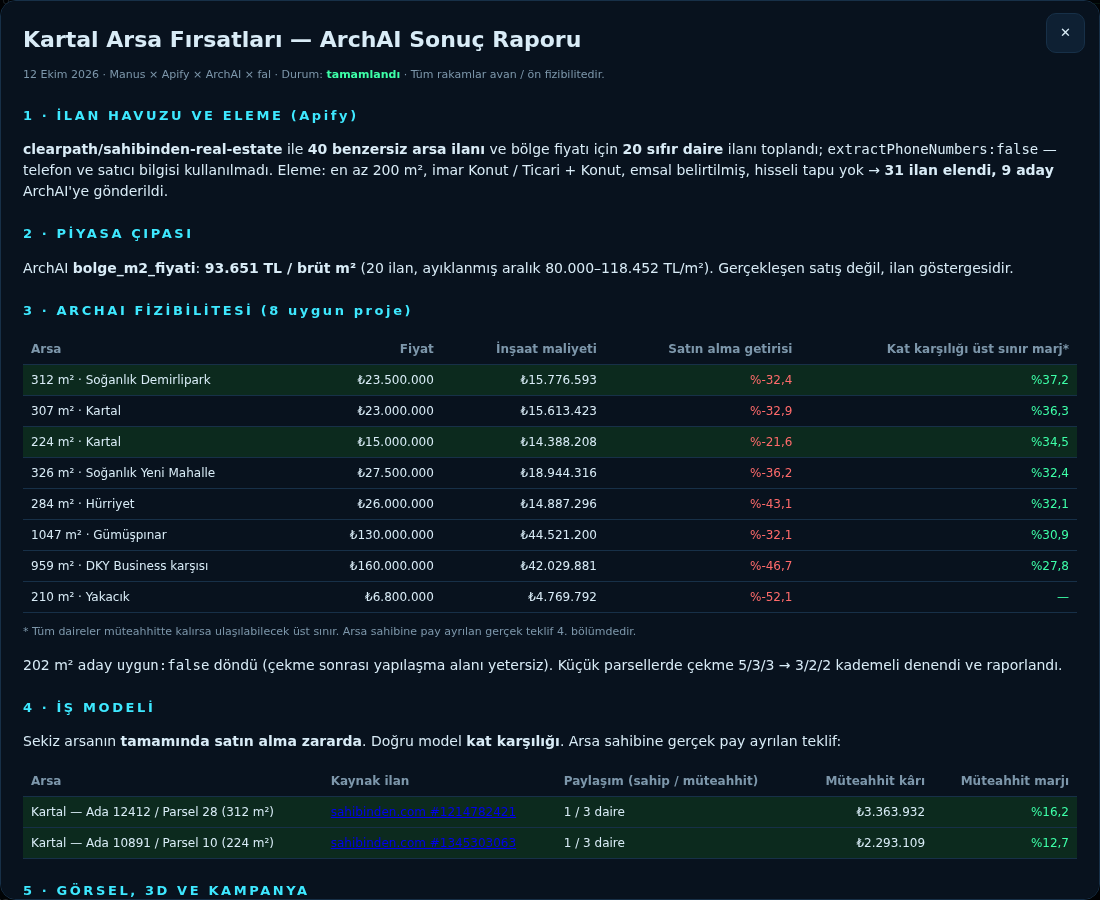 Kartal Arsa Fırsatları — ArchAI Sonuç Raporu
×
12 Ekim 2026 · Manus × Apify × ArchAI × fal · Durum: tamamlandı · Tüm rakamlar avan / ön fizibilitedir.
1 · İLAN HAVUZU VE ELEME (Apify)
clearpath/sahibinden-real-estate ile 40 benzersiz arsa ilanı ve bölge fiyatı için 20 sıfır daire ilanı toplandı; extractPhoneNumbers:false —
telefon ve satıcı bilgisi kullanılmadı. Eleme: en az 200 m², imar Konut / Ticari + Konut, emsal belirtilmiş, hisseli tapu yok → 31 ilan elendi, 9 aday
ArchAI'ye gönderildi.
2 · PİYASA ÇIPASI
ArchAI bolge_m2_fiyati: 93.651 TL / brüt m² (20 ilan, ayıklanmış aralık 80.000–118.452 TL/m²). Gerçekleşen satış değil, ilan göstergesidir.
3 · ARCHAI FİZİBİLİTESİ (8 uygun proje)
Arsa Fiyat İnşaat maliyeti Satın alma getirisi Kat karşılığı üst sınır marj*
312 m² · Soğanlık Demirlipark ₺23.500.000 ₺15.776.593 %-32,4 %37,2
307 m² · Kartal ₺23.000.000 ₺15.613.423 %-32,9 %36,3
224 m² · Kartal ₺15.000.000 ₺14.388.208 %-21,6 %34,5
326 m² · Soğanlık Yeni Mahalle ₺27.500.000 ₺18.944.316 %-36,2 %32,4
284 m² · Hürriyet ₺26.000.000 ₺14.887.296 %-43,1 %32,1
1047 m² · Gümüşpınar ₺130.000.000 ₺44.521.200 %-32,1 %30,9
959 m² · DKY Business karşısı ₺160.000.000 ₺42.029.881 %-46,7 %27,8
210 m² · Yakacık ₺6.800.000 ₺4.769.792 %-52,1 —
* Tüm daireler müteahhitte kalırsa ulaşılabilecek üst sınır. Arsa sahibine pay ayrılan gerçek teklif 4. bölümdedir.
202 m² aday uygun:false döndü (çekme sonrası yapılaşma alanı yetersiz). Küçük parsellerde çekme 5/3/3 → 3/2/2 kademeli denendi ve raporlandı.
4 · İŞ MODELİ
Sekiz arsanın tamamında satın alma zararda. Doğru model kat karşılığı. Arsa sahibine gerçek pay ayrılan teklif:
Arsa Kaynak ilan Paylaşım (sahip / müteahhit) Müteahhit kârı Müteahhit marjı
Kartal — Ada 12412 / Parsel 28 (312 m²) sahibinden.com 1 / 3 daire ₺3.363.932 %16,2
Kartal — Ada 10891 / Parsel 10 (224 m²) sahibinden.com 1 / 3 daire ₺2.293.109 %12,7
5 · GÖRSEL, 3D VE KAMPANYA